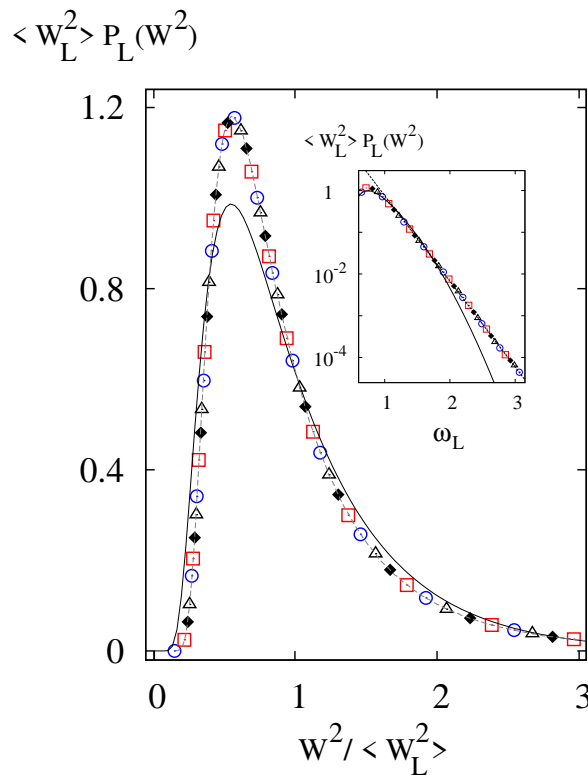 < W_L^2 > P_L(W^2)
1.2
0.8
0.4
0
0 1 2 3
W^2 / < W_L^2 >
< W_L^2 > P_L(W^2)
1
10^-2
10^-4
1 2 3
ω_L